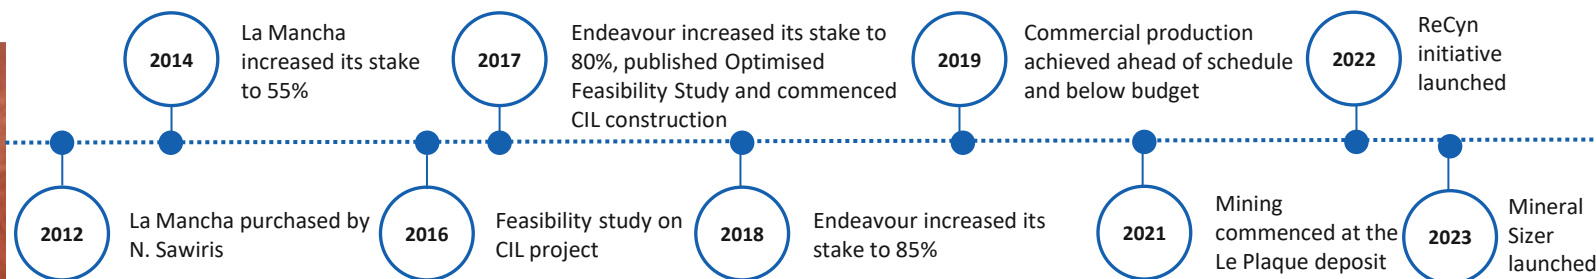 2014
La Mancha
increased its stake
to 55%
2017
Endeavour increased its stake to
80%, published Optimised
Feasibility Study and commenced
CIL construction
2019
Commercial production
achieved ahead of schedule
and below budget
2022
ReCyn
initiative
launched
2012
La Mancha purchased by
N. Sawiris
2016
Feasibility study on
CIL project
2018
Endeavour increased its
stake to 85%
2021
Mining
commenced at the
Le Plaque deposit
2023
Mineral
Sizer
launched